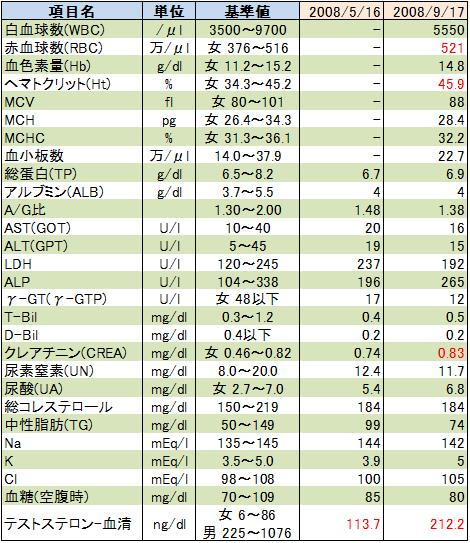 項目名 単位 基準値 2008/5/16 2008/9/17
白血球数(WBC) /μl 3500～9700 － 5550
赤血球数(RBC) 万/μl 女 376～516 － 521
血色素量(Hb) g/dl 女 11.2～15.2 － 14.8
ヘマトクリット(Ht) % 女 34.3～45.2 － 45.9
MCV fl 女 80～101 － 88
MCH pg 女 26.4～34.3 － 28.4
MCHC % 女 31.3～36.1 － 32.2
血小板数 万/μl 14.0～37.9 － 22.7
総蛋白(TP) g/dl 6.5～8.2 6.7 6.9
アルブミン(ALB) g/dl 3.7～5.5 4 4
A/G比 1.30～2.00 1.48 1.38
AST(GOT) U/l 10～40 20 16
ALT(GPT) U/l 5～45 19 15
LDH U/l 120～245 237 192
ALP U/l 104～338 196 265
γ-GT(γ-GTP) U/l 女 48以下 17 12
T-Bil mg/dl 0.3～1.2 0.4 0.5
D-Bil mg/dl 0.4以下 0.2 0.2
クレアチニン(CREA) mg/dl 女 0.46～0.82 0.74 0.83
尿素窒素(UN) mg/dl 8.0～20.0 12.4 11.7
尿酸(UA) mg/dl 女 2.7～7.0 5.4 6.8
総コレステロール mg/dl 150～219 184 184
中性脂肪(TG) mg/dl 50～149 99 74
Na mEq/l 135～145 144 142
K mEq/l 3.5～5.0 3.9 5
Cl mEq/l 98～108 100 105
血糖(空腹時) mg/dl 70～109 85 80
テストステロン-血清 ng/dl 女 6～86 113.7 212.2
男 225～1076